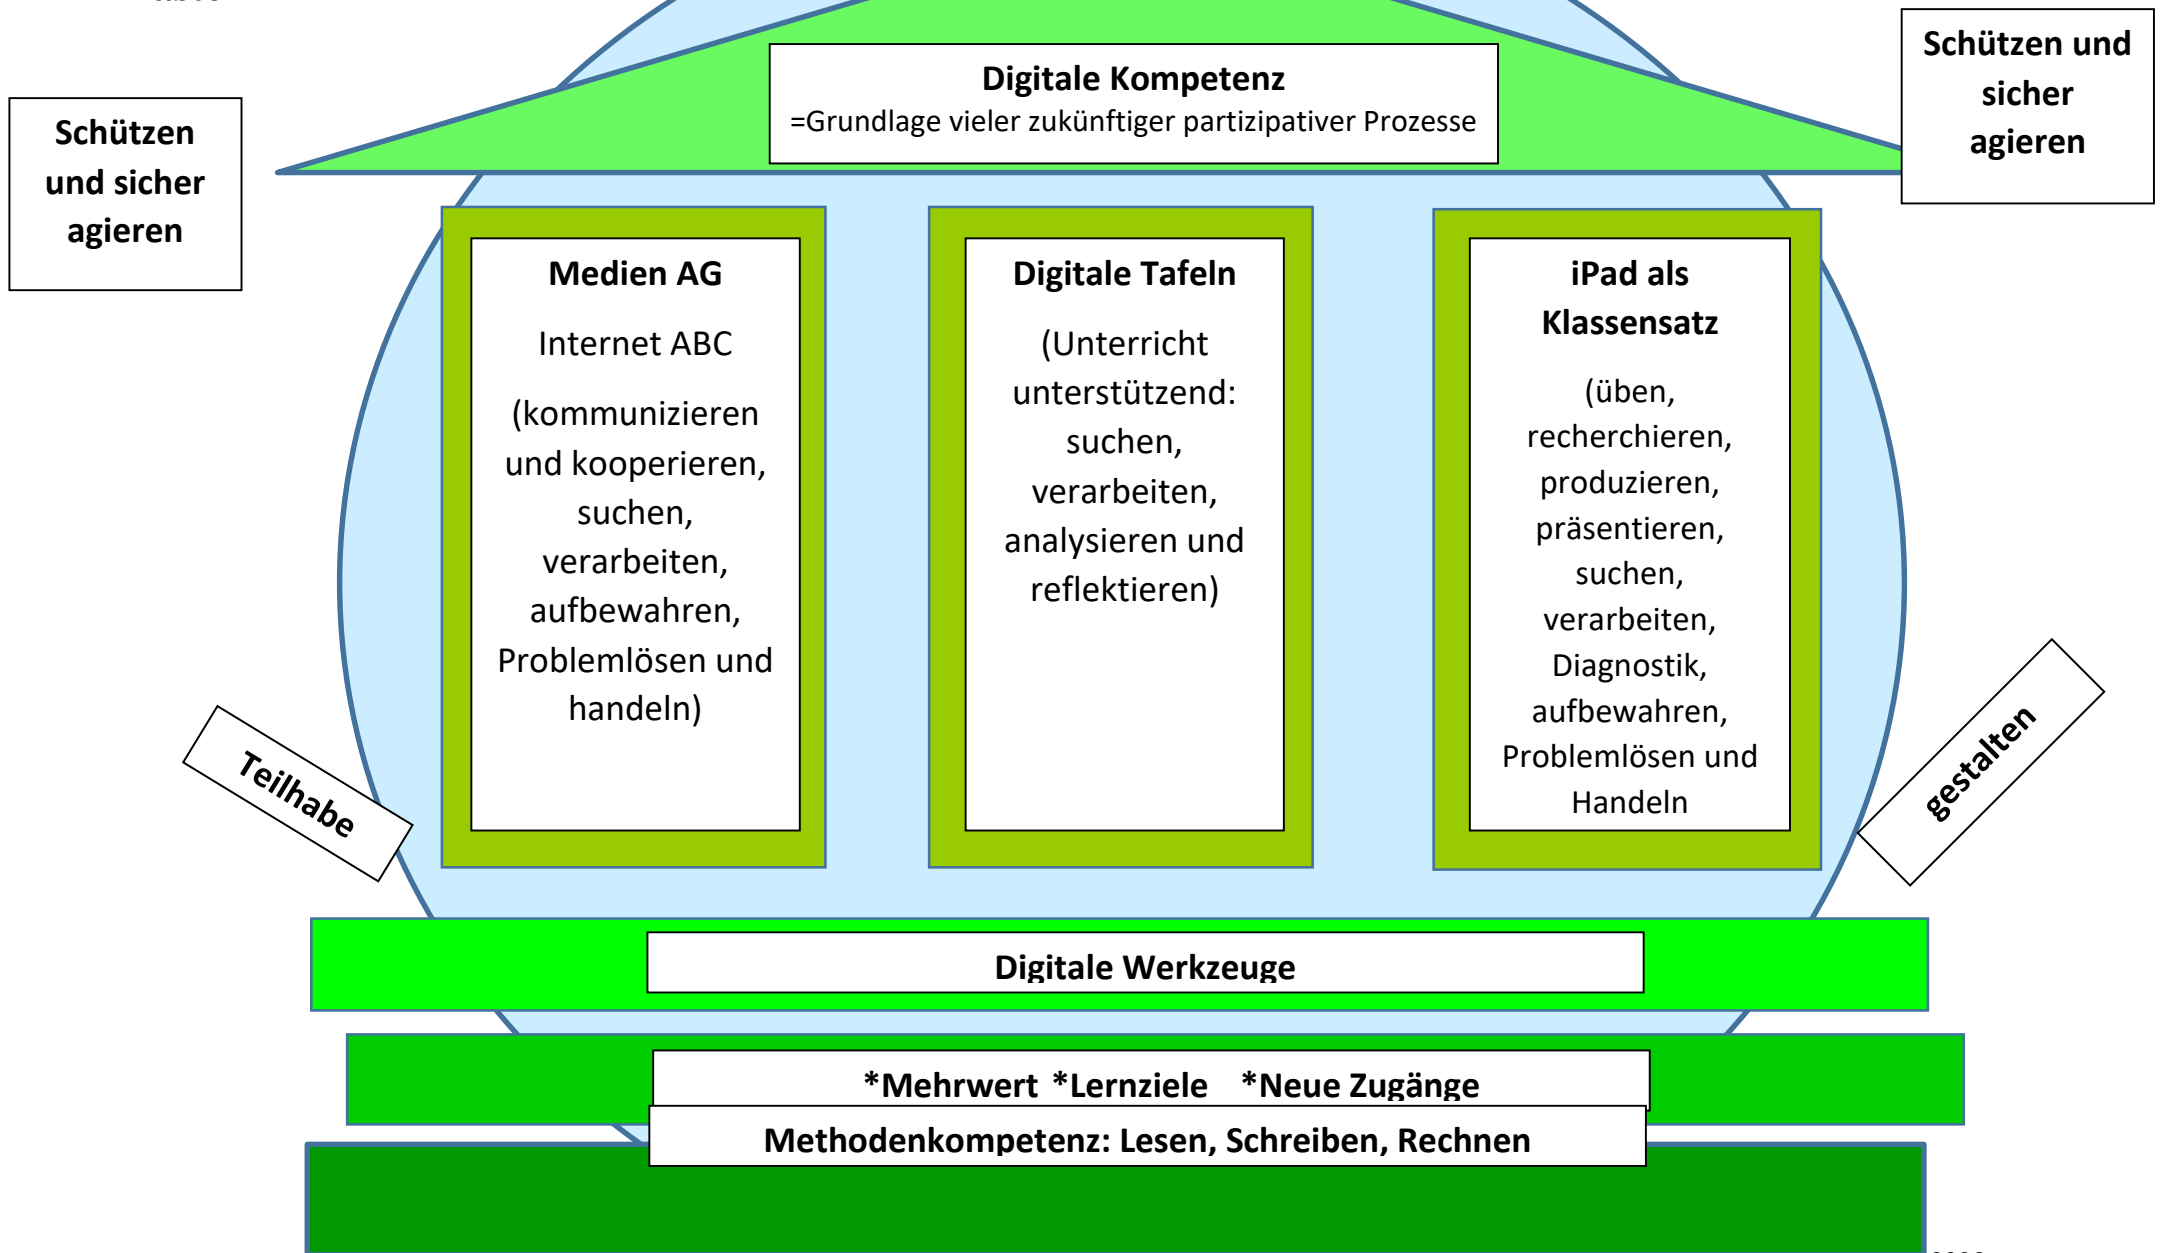 Digitale Kompetenz
=Grundlage vieler zukünftiger partizipativer Prozesse
Schützen und
sicher
agieren
Schützen
und sicher
agieren
Medien AG
Internet ABC
(kommunizieren
und kooperieren,
suchen,
verarbeiten,
aufbewahren,
Problemlösen und
handeln)
Digitale Tafeln
(Unterricht
unterstützend:
suchen,
verarbeiten,
analysieren und
reflektieren)
iPad als
Klassensatz
(üben,
recherchieren,
produzieren,
präsentieren,
suchen,
verarbeiten,
Diagnostik,
aufbewahren,
Problemlösen und
Handeln
Teilhabe
gestalten
Digitale Werkzeuge
*Mehrwert *Lernziele *Neue Zugänge
Methodenkompetenz: Lesen, Schreiben, Rechnen